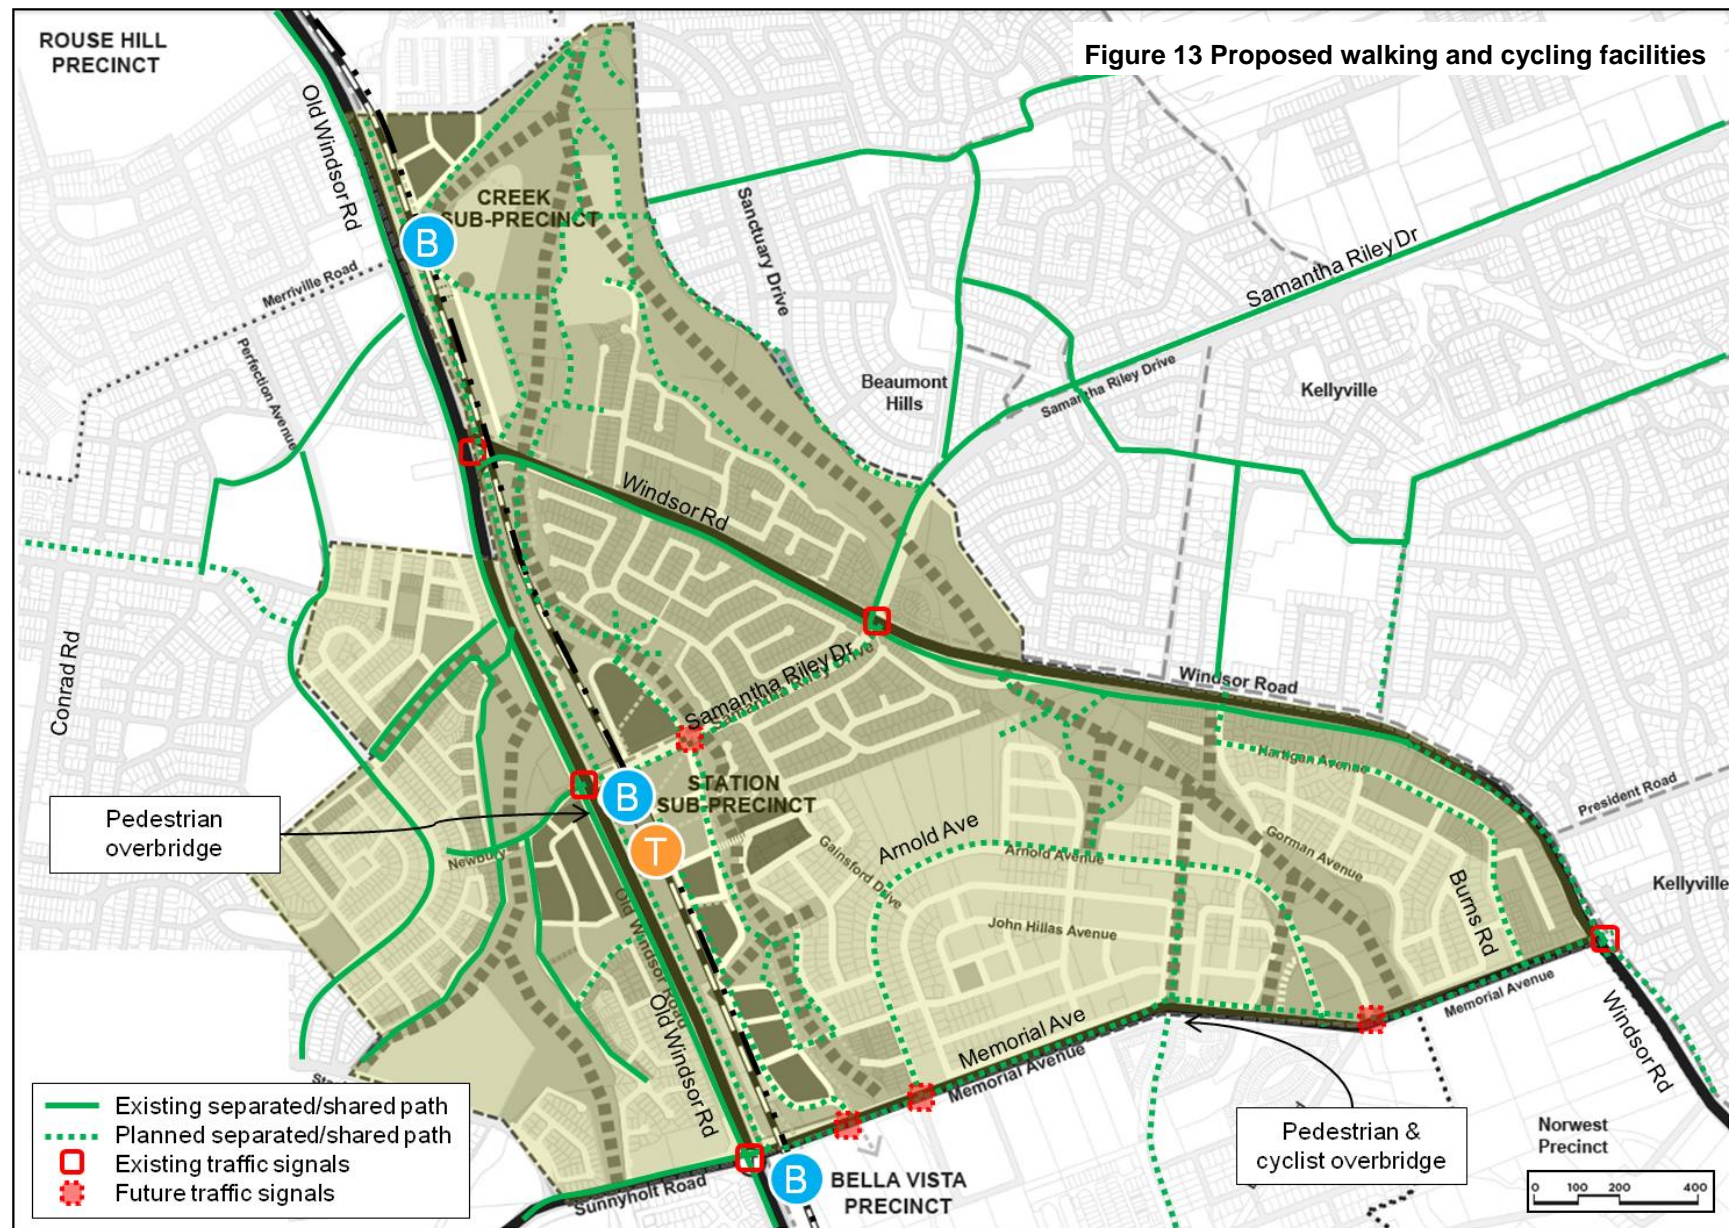 Figure 13 Proposed walking and cycling facilities
ROUSE HILL
PRECINCT
Old Windsor Rd
CREEK
SUB-PRECINCT
B
Merriville Road
Perfection Avenue
Sanctuary Drive
Samantha Riley Dr
Samantha Riley Drive
Beaumont
Hills
Kellyville
Windsor Rd
Conrad Rd
Samantha Riley Dr
Samantha Riley Drive
Windsor Road
STATION
SUB-PRECINCT
B
T
Pedestrian
overbridge
Newbury
Hartigan Avenue
President Road
Gainsford Drive
Arnold Ave
Arnold Avenue
Gorman Avenue
Burns Rd
Kellyville
John Hillas Avenue
Old Windsor Road
Old Windsor Rd
Memorial Ave
Memorial Avenue
Memorial Avenue
Windsor Rd
Pedestrian &
cyclist overbridge
Norwest
Precinct
B
BELLA VISTA
PRECINCT
Sunnyholt Road
Existing separated/shared path
Planned separated/shared path
Existing traffic signals
Future traffic signals
0 100 200 400